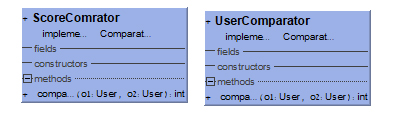 + ScoreComrator
impleme... Comparat...
fields
constructors
methods
+ compa...(o1: User, o2: User): int
+ UserComparator
impleme... Comparat...
fields
constructors
methods
+ compa...(o1: User, o2: User): int